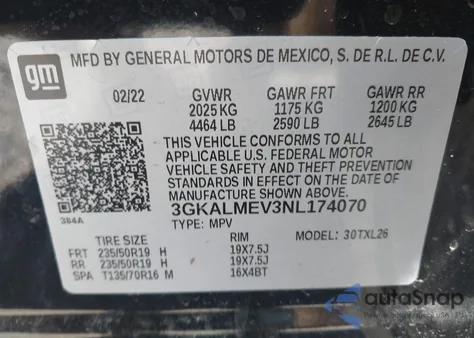 gm
MFD BY GENERAL MOTORS DE MEXICO, S. DE R.L. DE C.V.
02/22 GVWR GAWR FRT GAWR RR
2025 KG 1175 KG 1200 KG
4464 LB 2590 LB 2645 LB
THIS VEHICLE CONFORMS TO ALL
APPLICABLE U.S. FEDERAL MOTOR
VEHICLE SAFETY AND THEFT
PREVENTION STANDARDS IN
EFFECT ON THE DATE OF
MANUFACTURE SHOWN ABOVE.
384A
3GKALMEV3NL174070
TYPE: MPV MODEL: 30TXL26
TIRE SIZE RIM
FRT 235/50R19 H 19X7.5J
RR 235/50R19 H 19X7.5J
SPA T135/70R16 M 16X4BT
autoSnap